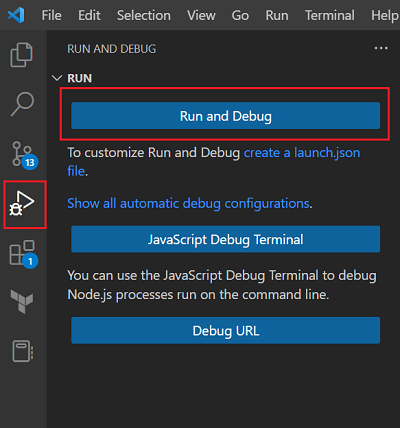 File Edit Selection View Go Run Terminal Help
RUN AND DEBUG
RUN
Run and Debug
To customize Run and Debug create a launch.json
file.
Show all automatic debug configurations.
JavaScript Debug Terminal
You can use the JavaScript Debug Terminal to debug
Node.js processes run on the command line.
Debug URL
13
1